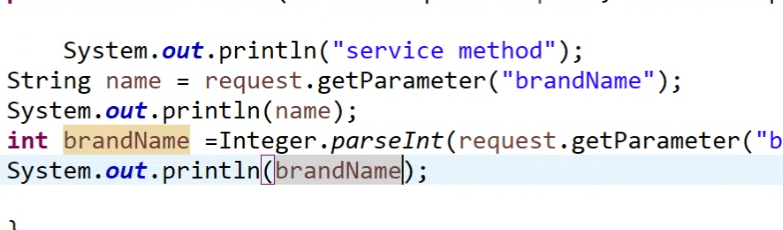 System.out.println("service method");
String name = request.getParameter("brandName");
System.out.println(name);
int brandName =Integer.parseInt(request.getParameter("b
System.out.println(brandName);
}